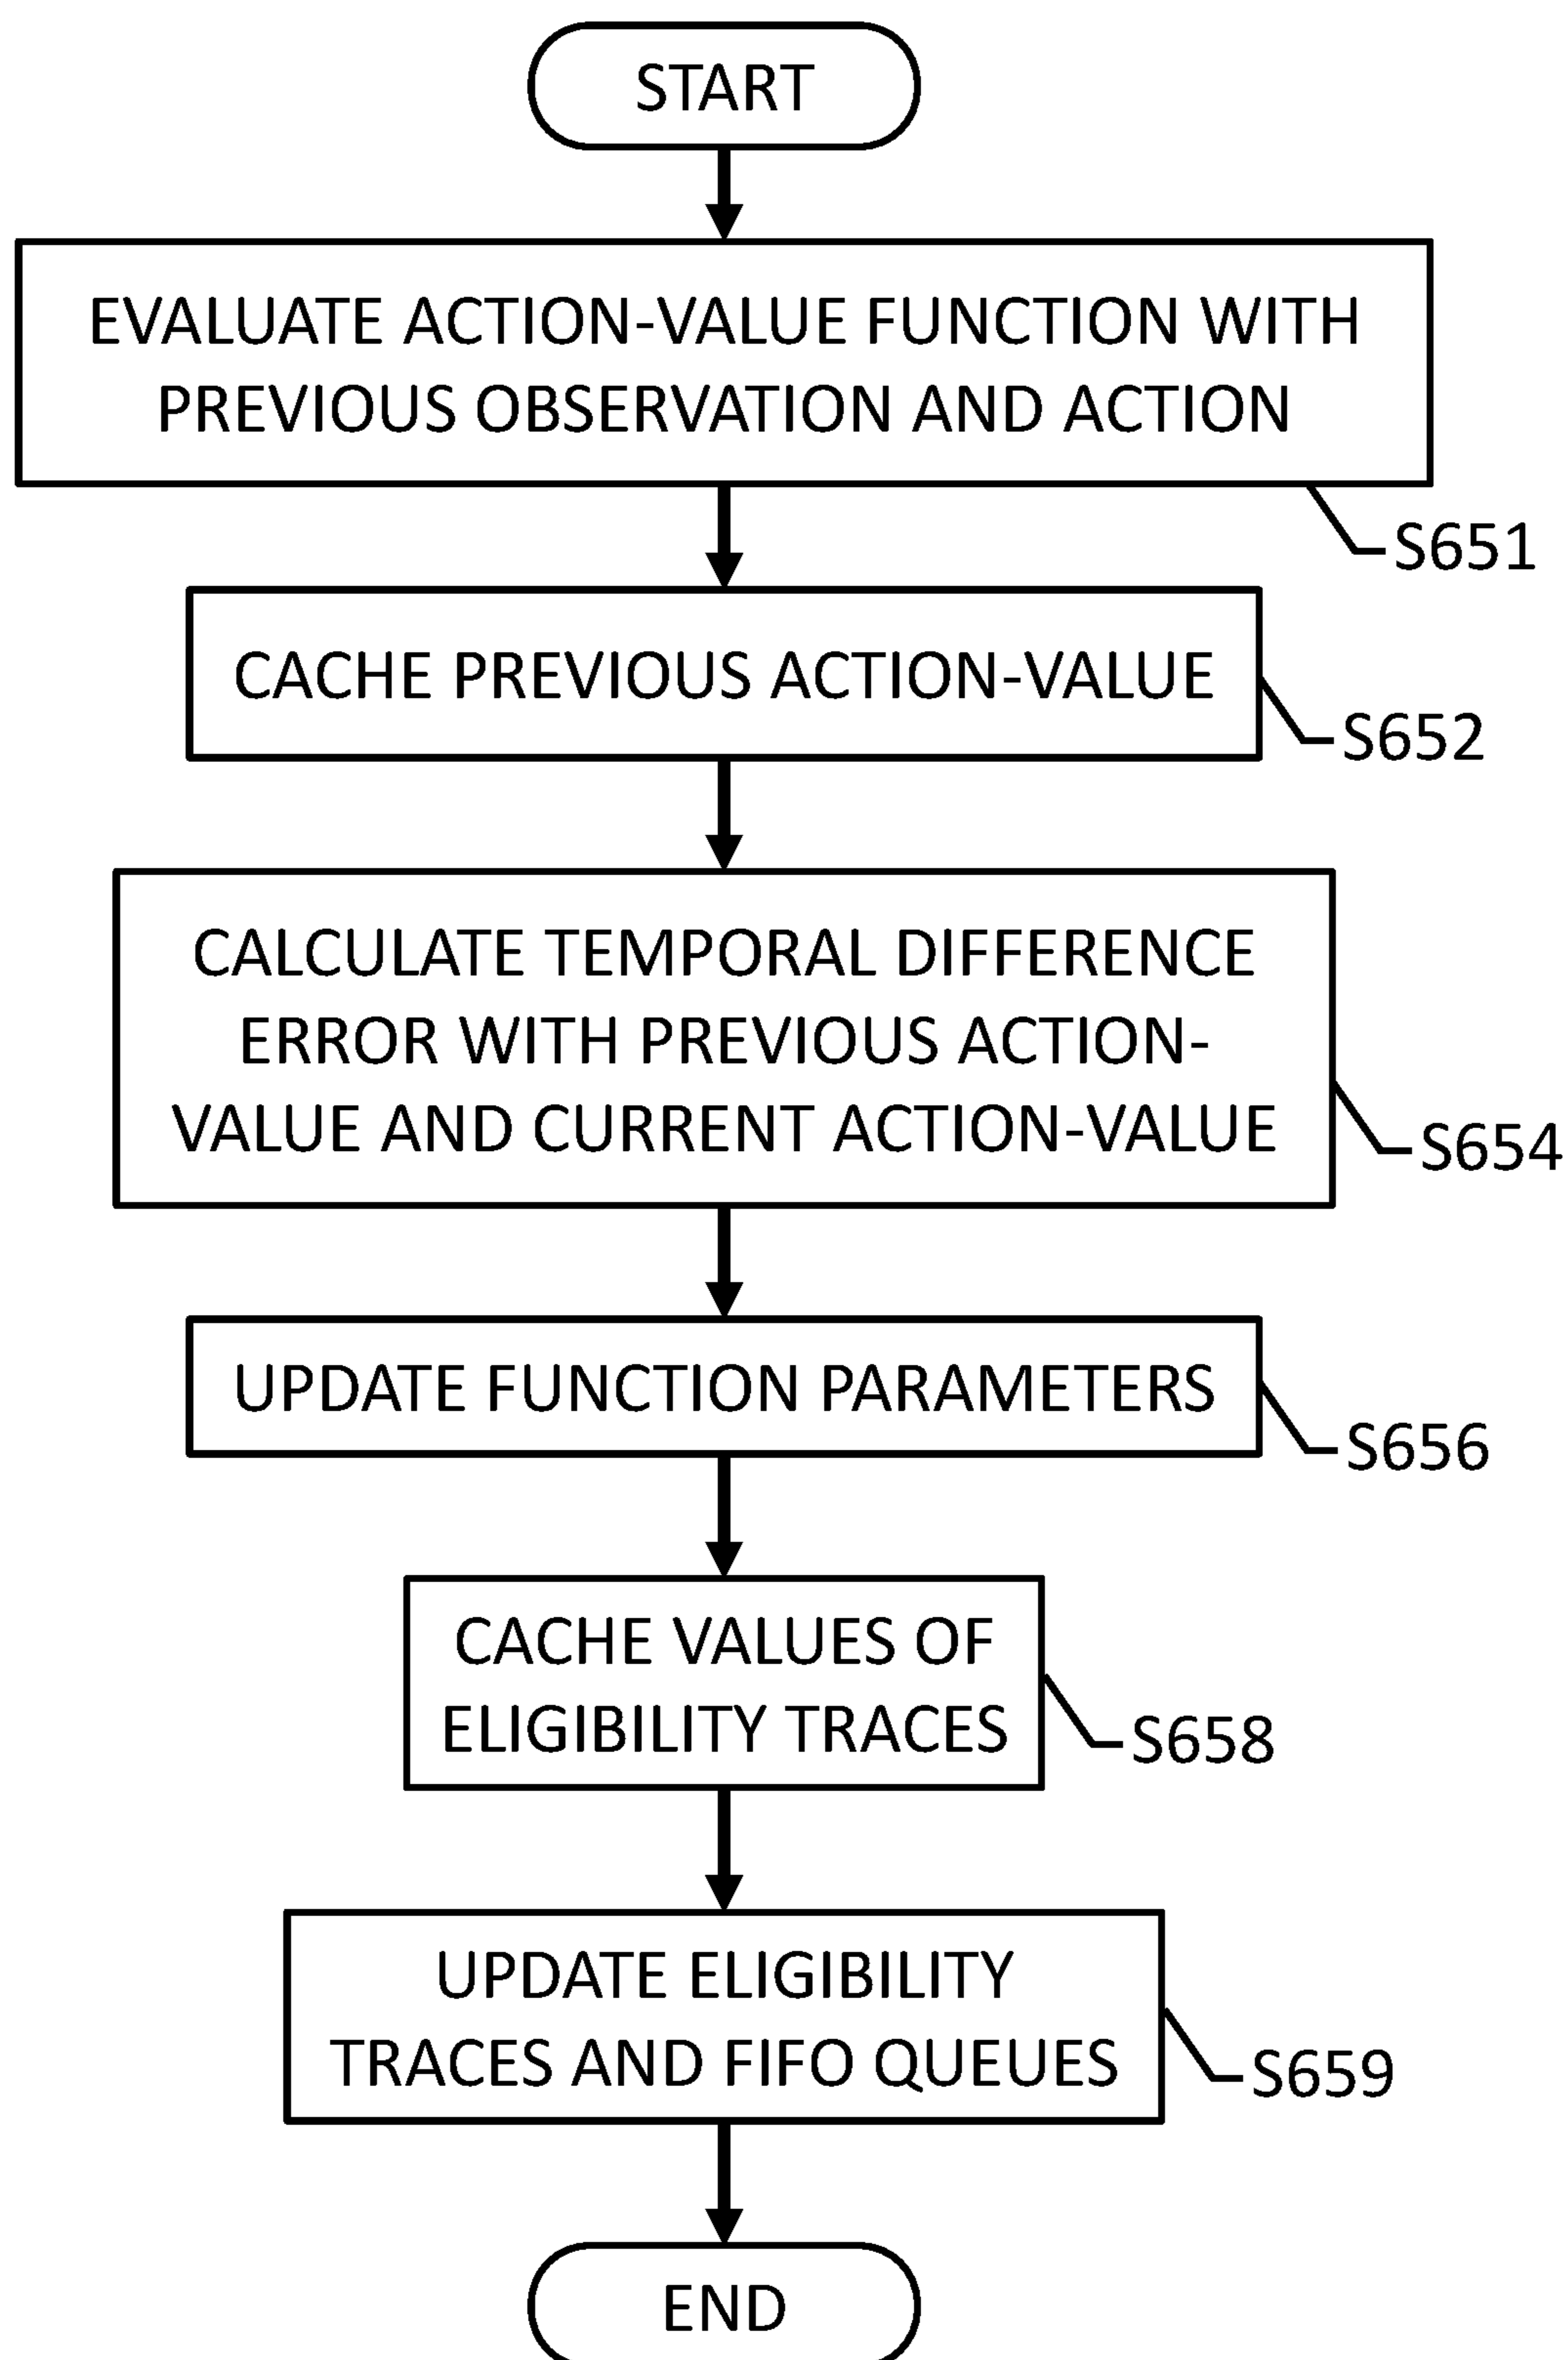 START
EVALUATE ACTION-VALUE FUNCTION WITH
PREVIOUS OBSERVATION AND ACTION
S651
CACHE PREVIOUS ACTION-VALUE
S652
CALCULATE TEMPORAL DIFFERENCE
ERROR WITH PREVIOUS ACTION-
VALUE AND CURRENT ACTION-VALUE
S654
UPDATE FUNCTION PARAMETERS
S656
CACHE VALUES OF
ELIGIBILITY TRACES
S658
UPDATE ELIGIBILITY
TRACES AND FIFO QUEUES
S659
END